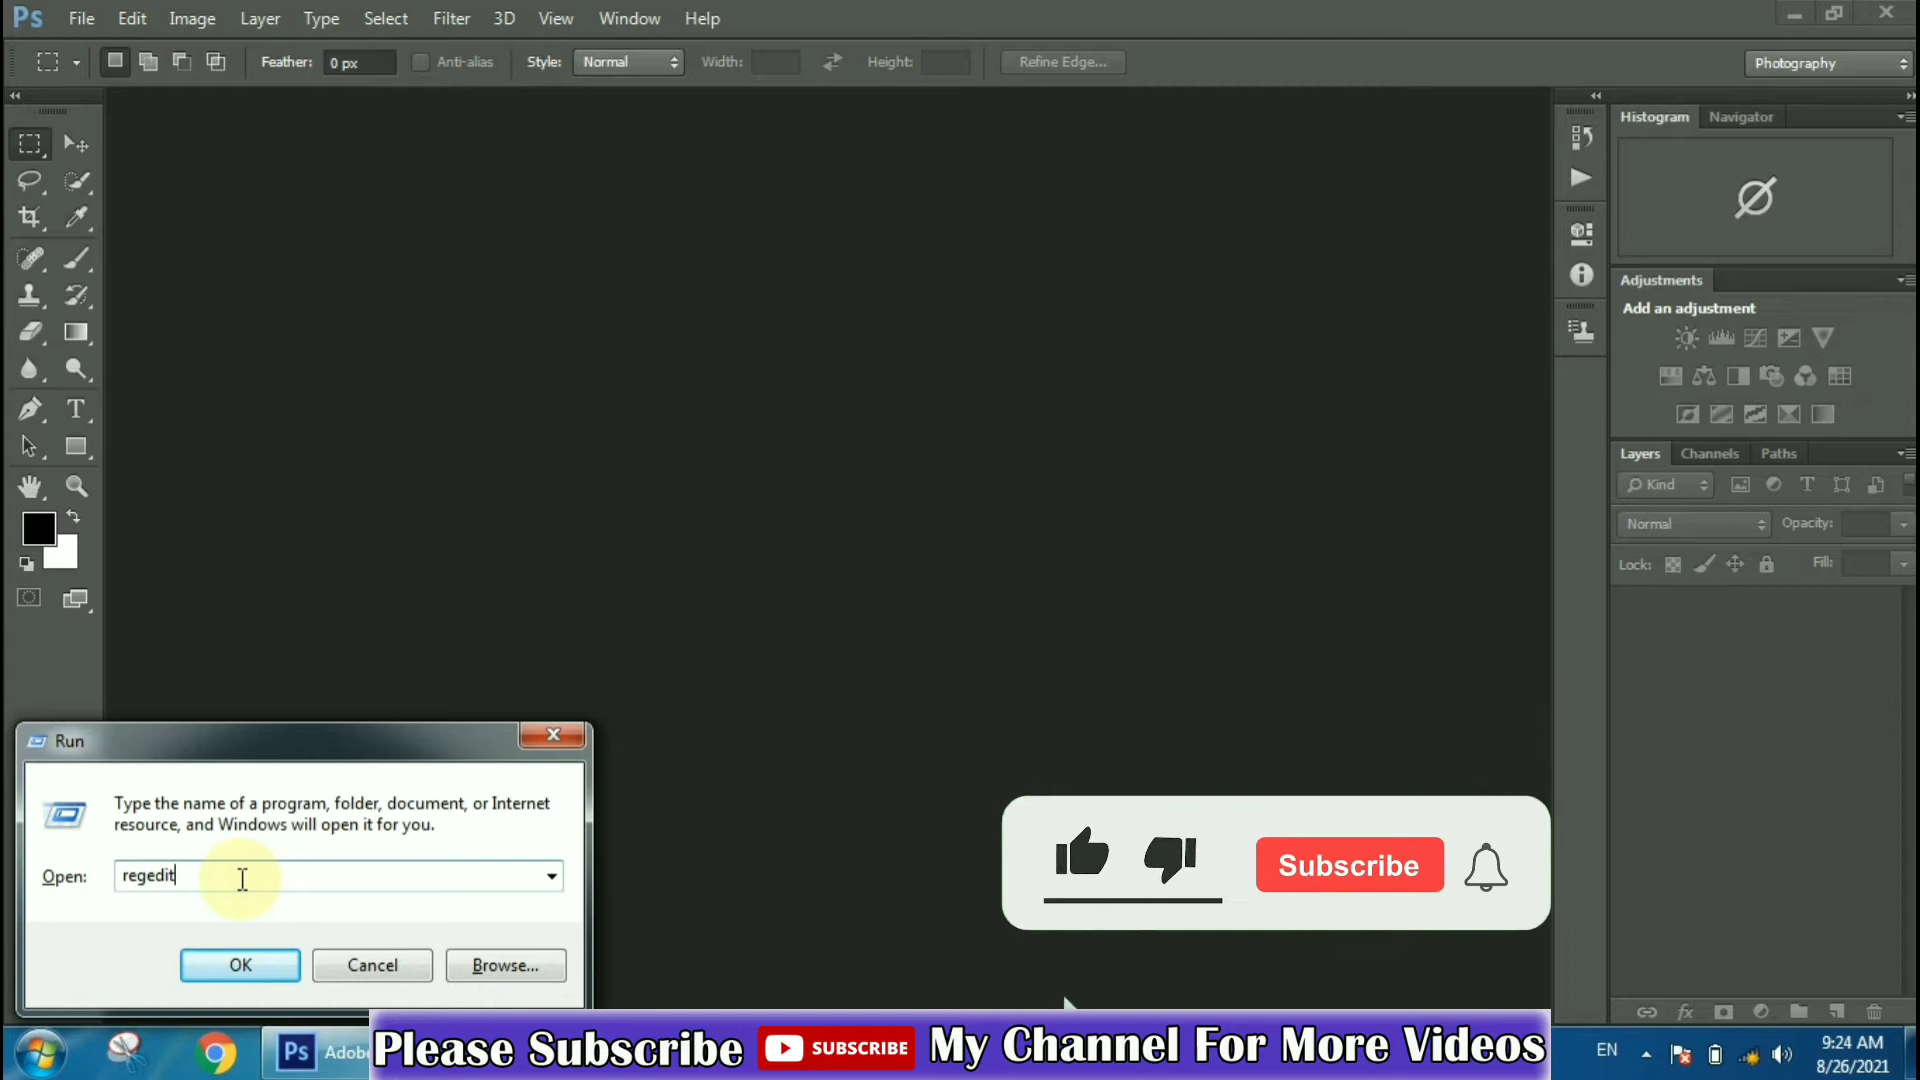 Ps File Edit Image Layer Type Select Filter 3D View Window Help
Feather: 0 px Anti-alias Style: Normal Width: Height: Refine Edge... Photography
Histogram Navigator
Adjustments
Add an adjustment
Layers Channels Paths
Kind
Normal Opacity:
Lock: Fill:
Run
Type the name of a program, folder, document, or Internet
resource, and Windows will open it for you.
Open: regedit
OK Cancel Browse...
Subscribe
Ps Adob
Please Subscribe SUBSCRIBE My Channel For More Videos
EN
9:24 AM
8/26/2021